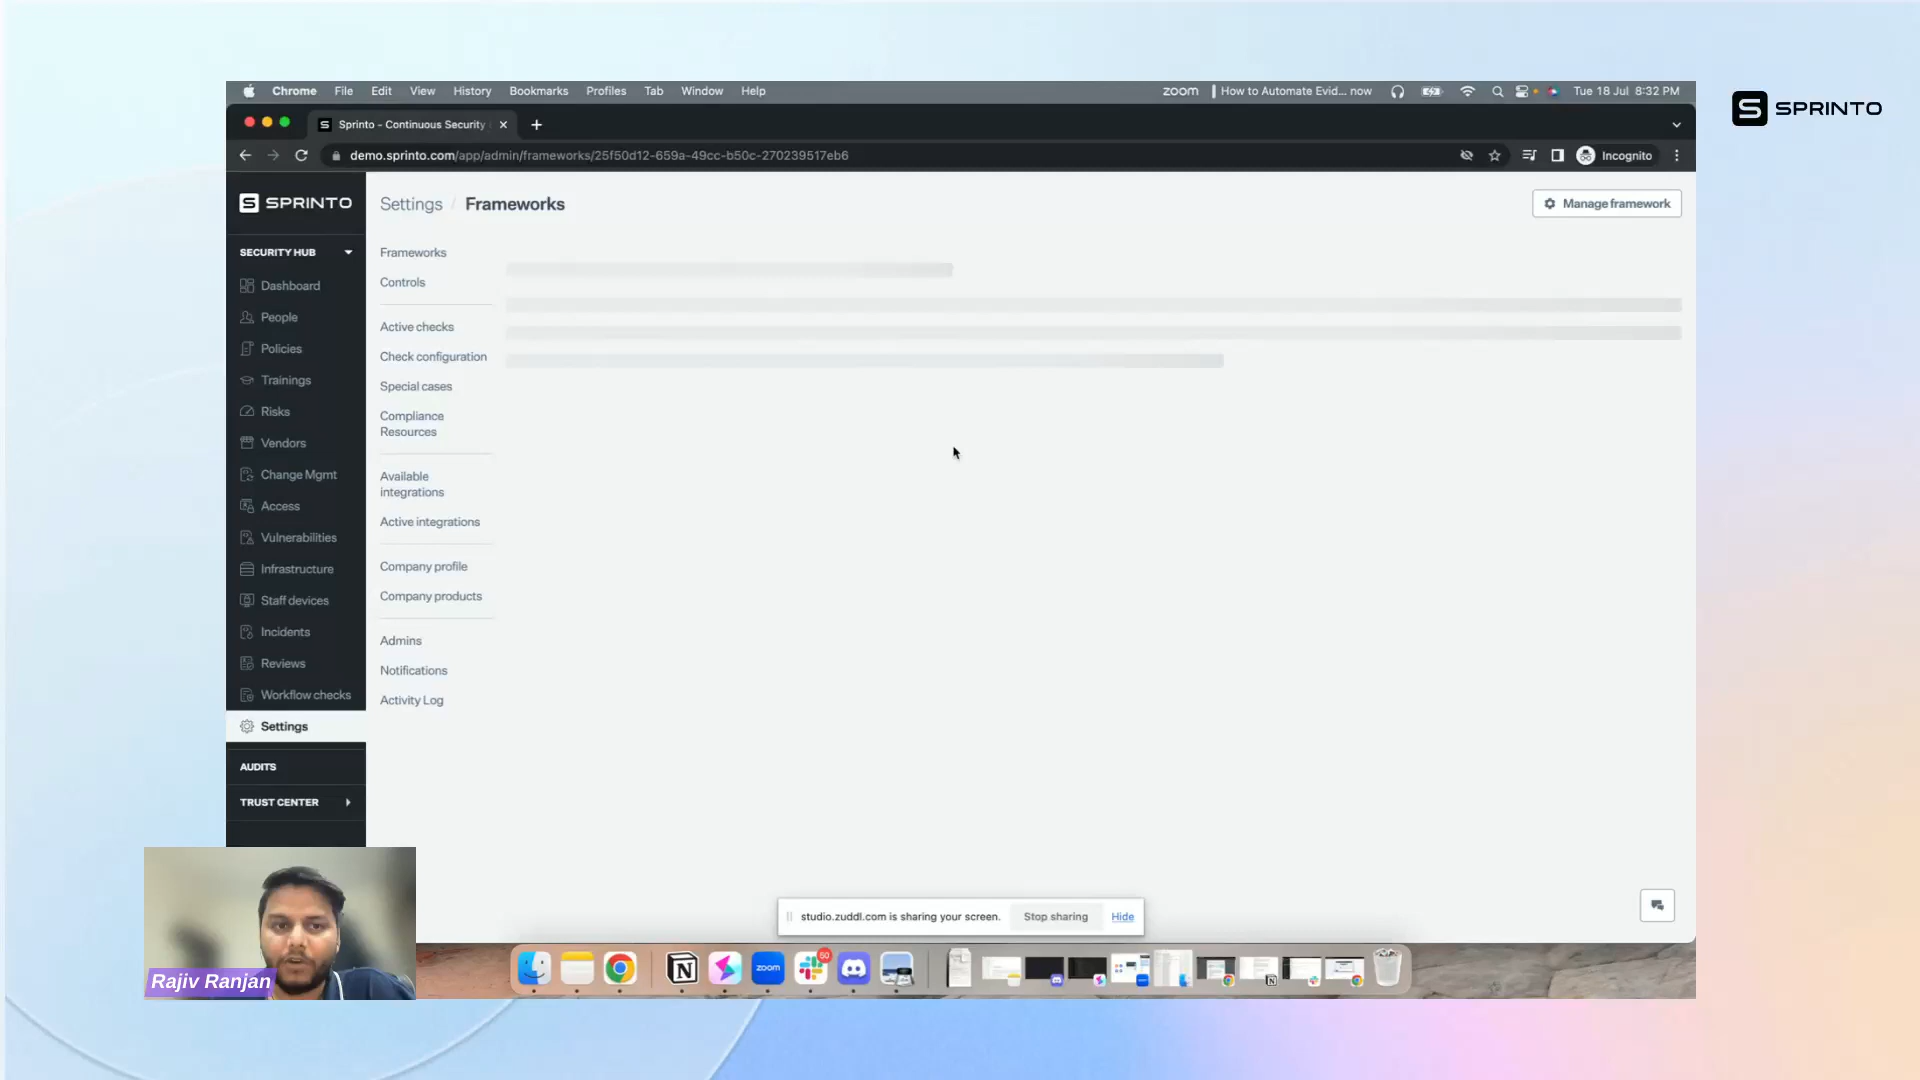 Chrome File Edit View History Bookmarks Profiles Tab Window Help
zoom How to Automate Evid... now Tue 18 Jul 8:32 PM
SPRINTO
Sprinto - Continuous Security
demo.sprinto.com/app/admin/frameworks/25f50d12-659a-49cc-b50c-270239517eb6
Incognito
SPRINTO
Settings / Frameworks
Manage framework
SECURITY HUB
Dashboard
People
Policies
Trainings
Risks
Vendors
Change Mgmt
Access
Vulnerabilities
Infrastructure
Staff devices
Incidents
Reviews
Workflow checks
Settings
AUDITS
TRUST CENTER
Frameworks
Controls
Active checks
Check configuration
Special cases
Compliance
Resources
Available
integrations
Active integrations
Company profile
Company products
Admins
Notifications
Activity Log
studio.zuddl.com is sharing your screen. Stop sharing Hide
zoom
50
Rajiv Ranjan